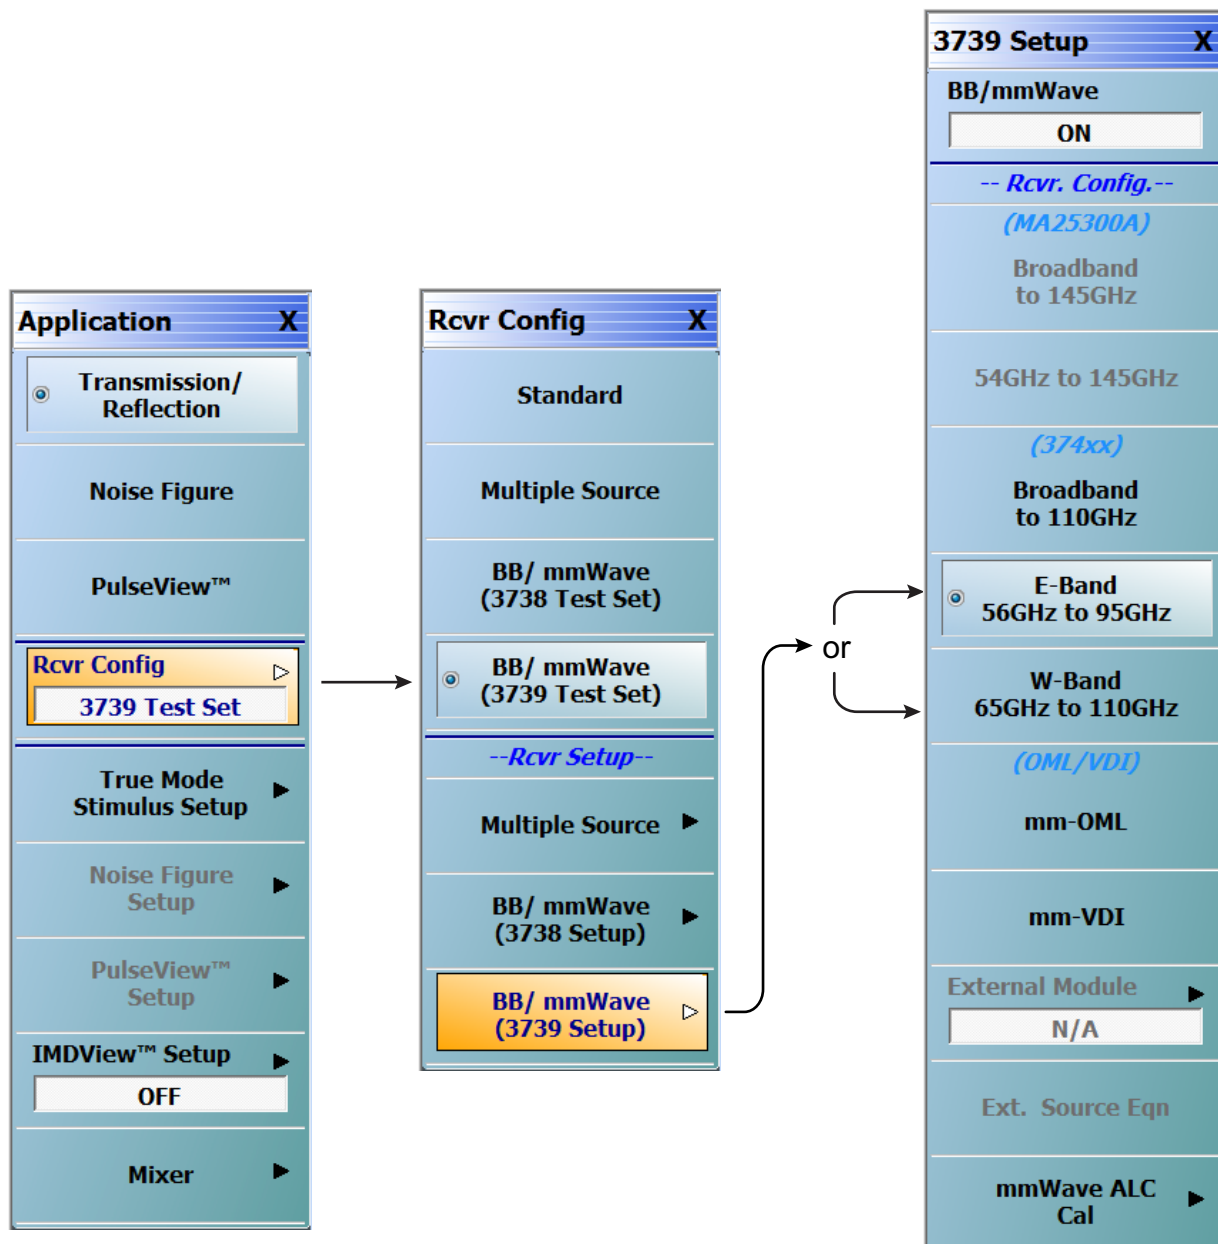 Application X
Transmission/
Reflection
Noise Figure
PulseView™
Rcvr Config
3739 Test Set
True Mode
Stimulus Setup
Noise Figure
Setup
PulseView™
Setup
IMDView™ Setup
OFF
Mixer
Rcvr Config X
Standard
Multiple Source
BB/ mmWave
(3738 Test Set)
BB/ mmWave
(3739 Test Set)
--Rcvr Setup--
Multiple Source
BB/ mmWave
(3738 Setup)
BB/ mmWave
(3739 Setup)
or
3739 Setup X
BB/mmWave
ON
-- Rcvr. Config.--
(MA25300A)
Broadband
to 145GHz
54GHz to 145GHz
(374xx)
Broadband
to 110GHz
E-Band
56GHz to 95GHz
W-Band
65GHz to 110GHz
(OML/VDI)
mm-OML
mm-VDI
External Module
N/A
Ext. Source Eqn
mmWave ALC
Cal